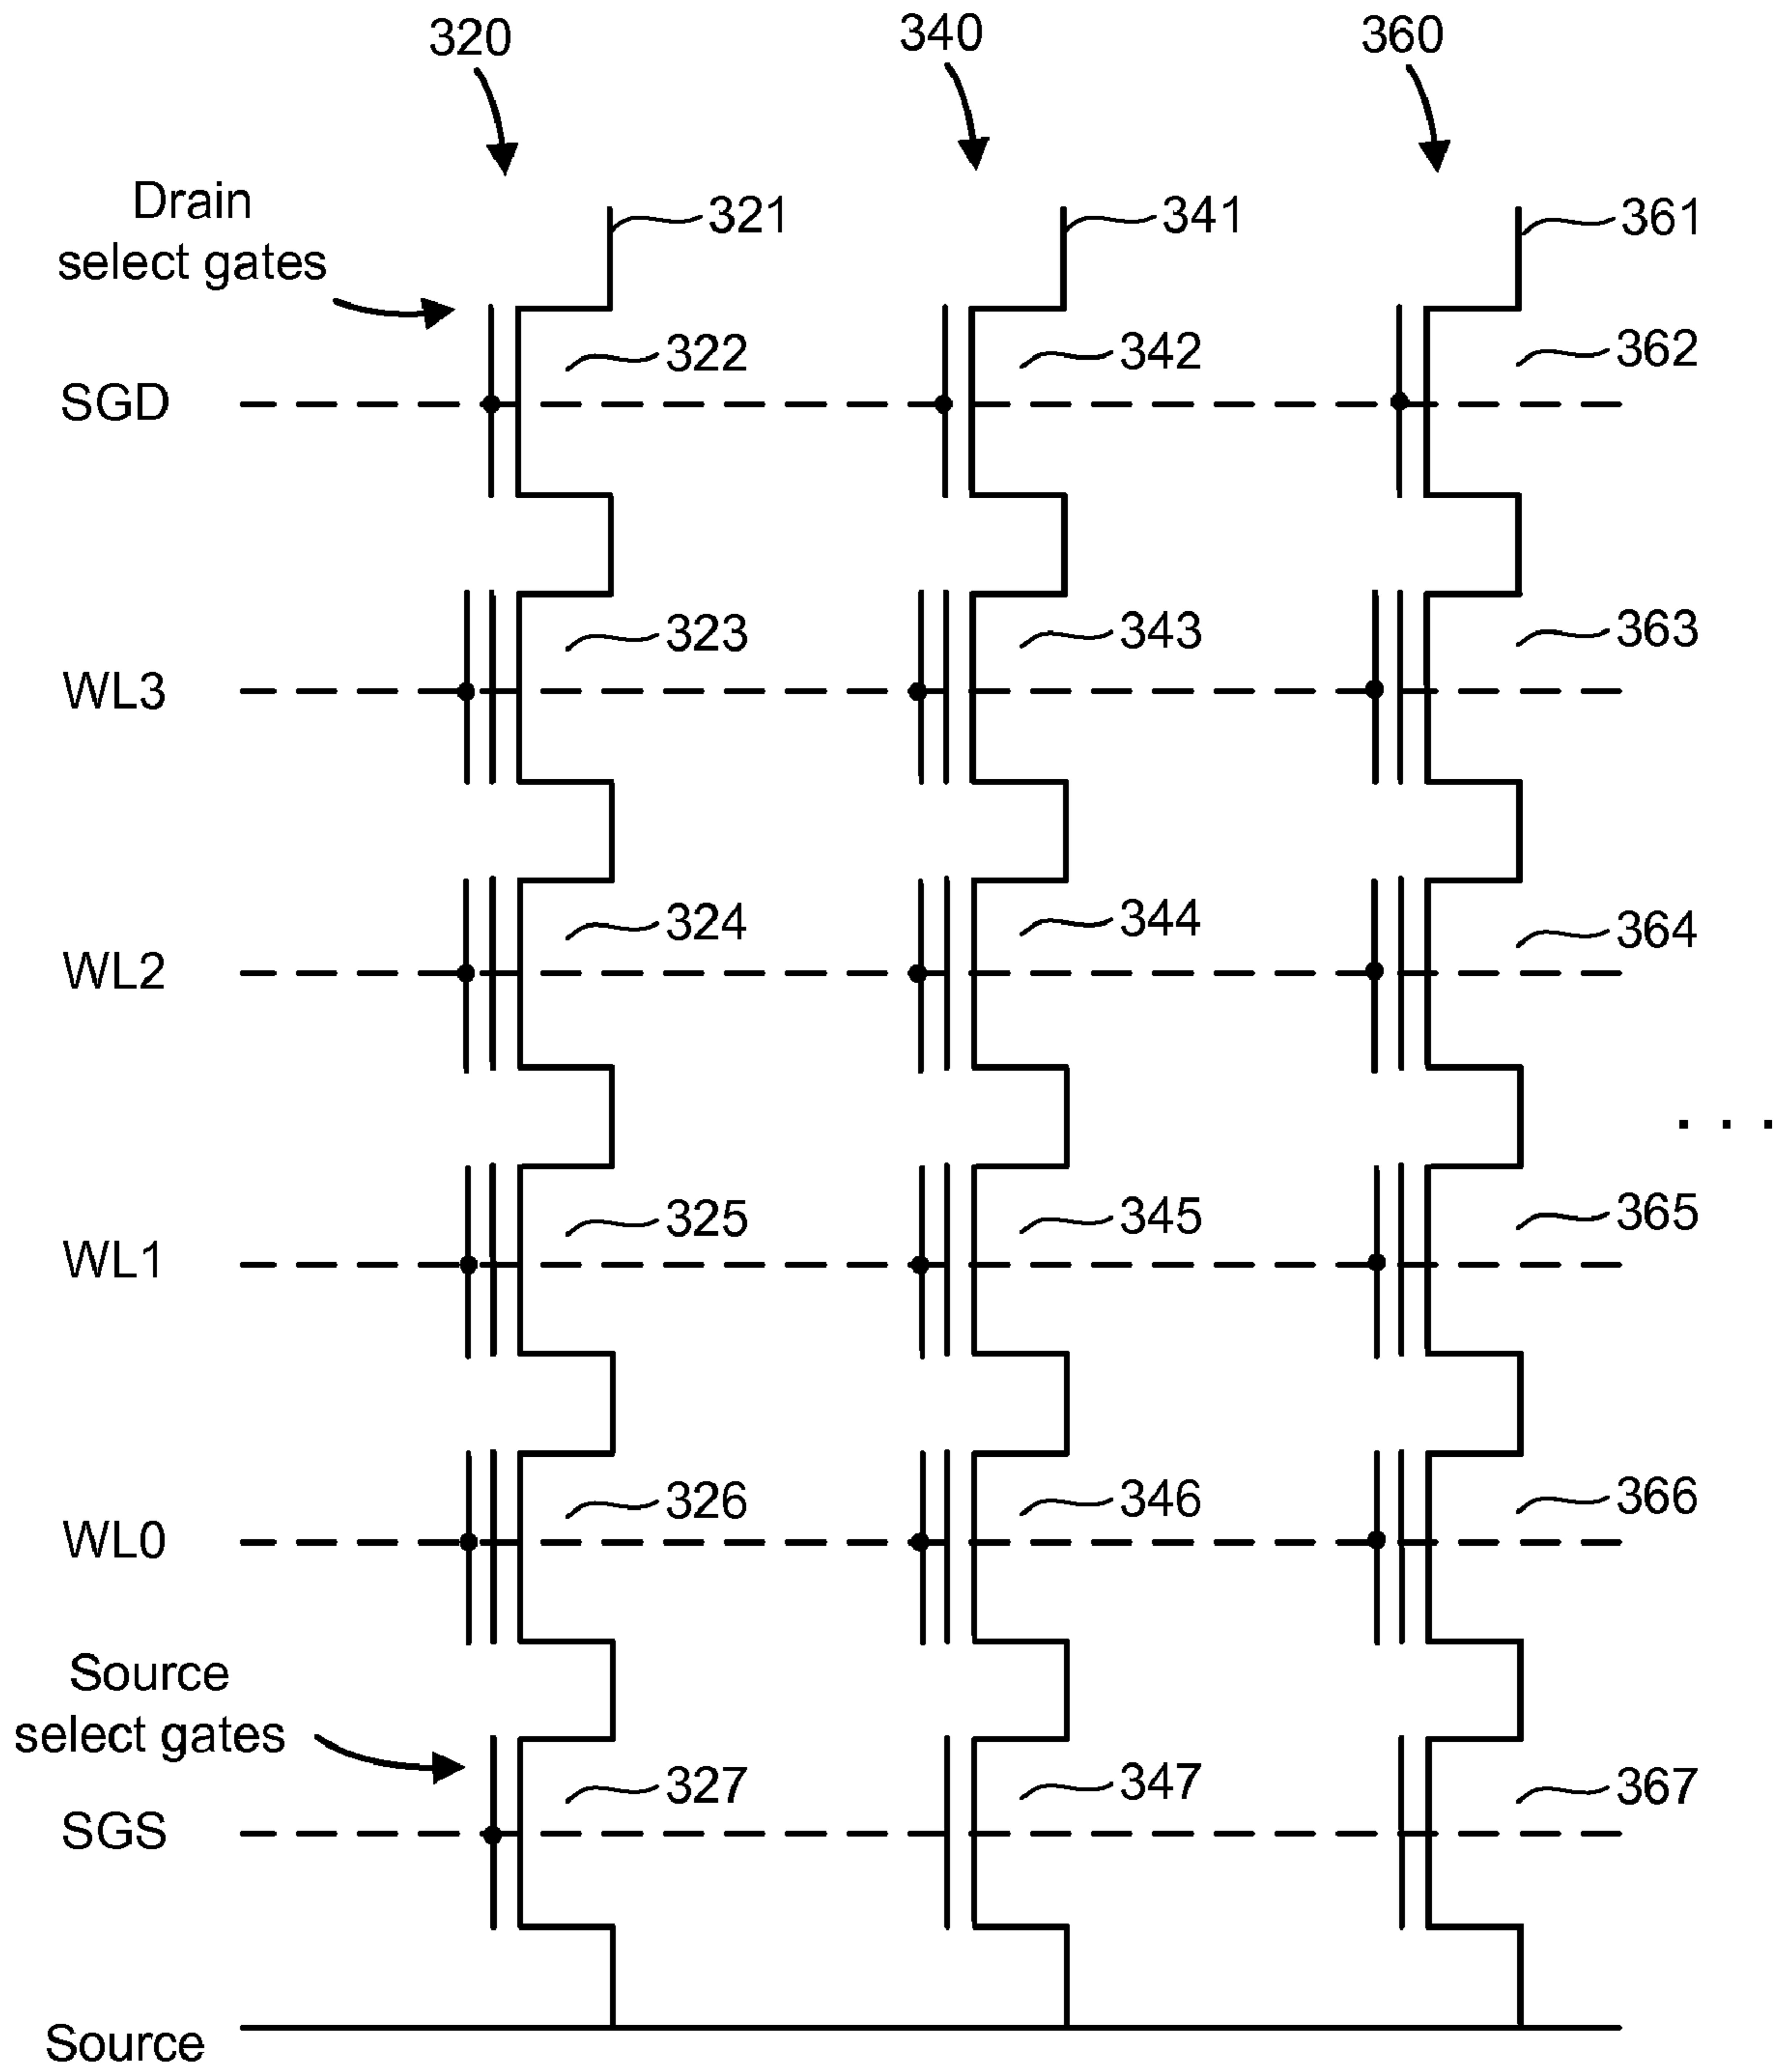 320 340 360
Drain
select gates
321 341 361
322 342 362
SGD
323 343 363
WL3
324 344 364
WL2
. . .
325 345 365
WL1
326 346 366
WL0
Source
select gates
327 347 367
SGS
Source